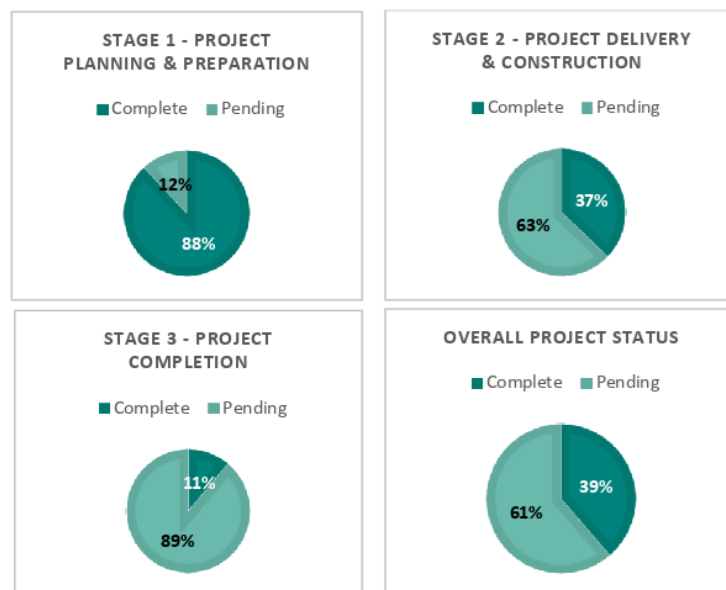 STAGE 1 - PROJECT
PLANNING & PREPARATION
Complete Pending
12%
88%
STAGE 2 - PROJECT DELIVERY
& CONSTRUCTION
Complete Pending
37%
63%
STAGE 3 - PROJECT
COMPLETION
Complete Pending
11%
89%
OVERALL PROJECT STATUS
Complete Pending
39%
61%